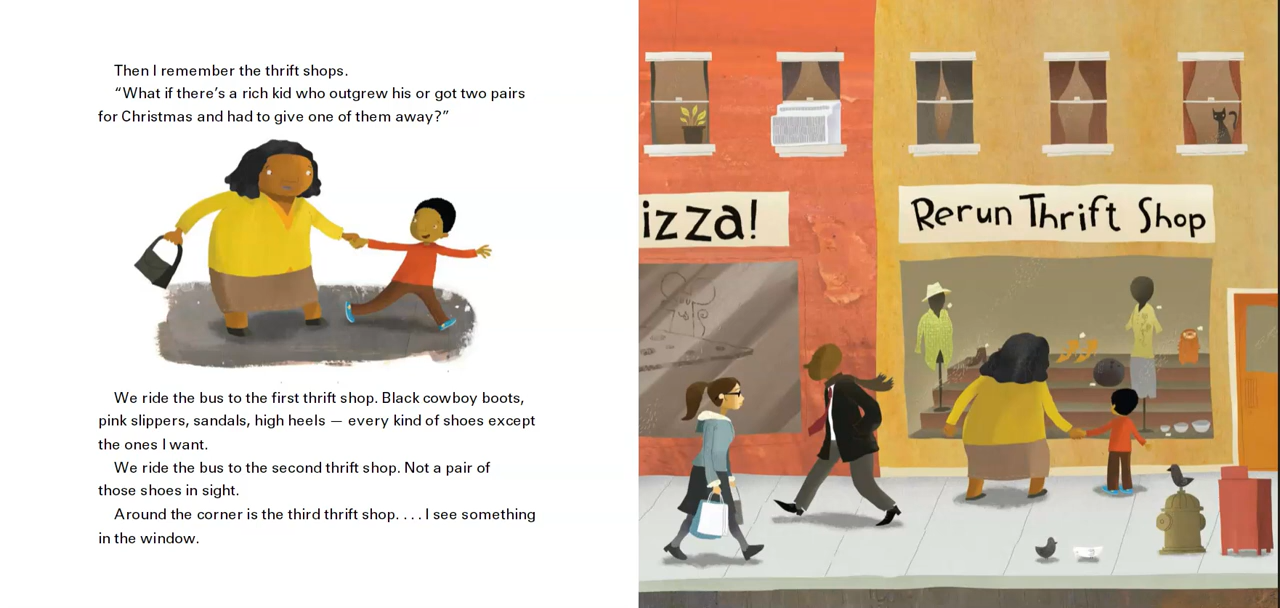 Then I remember the thrift shops.
“What if there’s a rich kid who outgrew his or got two pairs
for Christmas and had to give one of them away?”
We ride the bus to the first thrift shop. Black cowboy boots,
pink slippers, sandals, high heels — every kind of shoes except
the ones I want.
We ride the bus to the second thrift shop. Not a pair of
those shoes in sight.
Around the corner is the third thrift shop. . . . I see something
in the window.
izza!
Rerun Thrift Shop